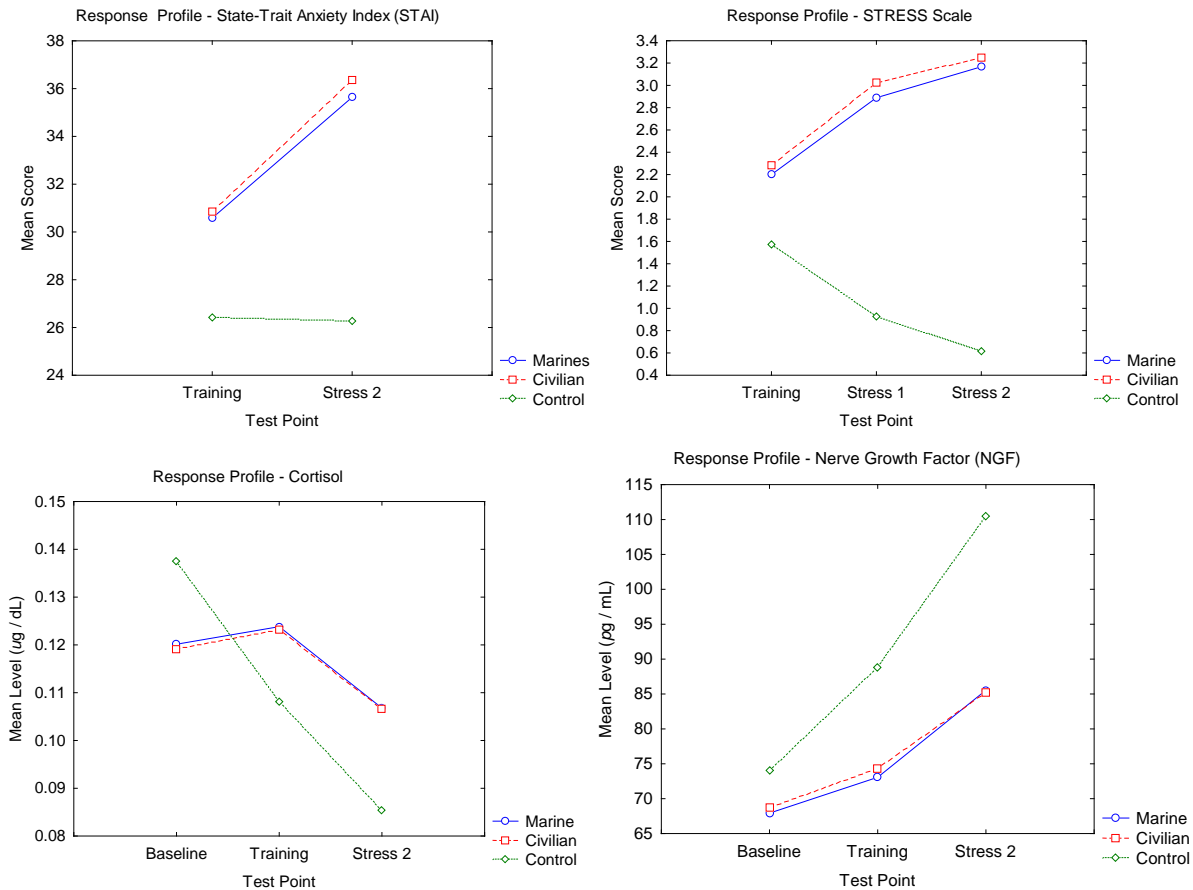 Response Profile - State-Trait Anxiety Index (STAI)
38
36
34
32
30
28
26
24
Mean Score
Training Stress 2
Test Point
Marines
Civilian
Control
Response Profile - STRESS Scale
3.4
3.2
3.0
2.8
2.6
2.4
2.2
2.0
1.8
1.6
1.4
1.2
1.0
0.8
0.6
0.4
Mean Score
Training Stress 1 Stress 2
Test Point
Marine
Civilian
Control
Response Profile - Cortisol
0.15
0.14
0.13
0.12
0.11
0.10
0.09
0.08
Mean Level (ug / dL)
Baseline Training Stress 2
Test Point
Marine
Civilian
Control
Response Profile - Nerve Growth Factor (NGF)
115
110
105
100
95
90
85
80
75
70
65
Mean Level (pg / mL)
Baseline Training Stress 2
Test Point
Marine
Civilian
Control